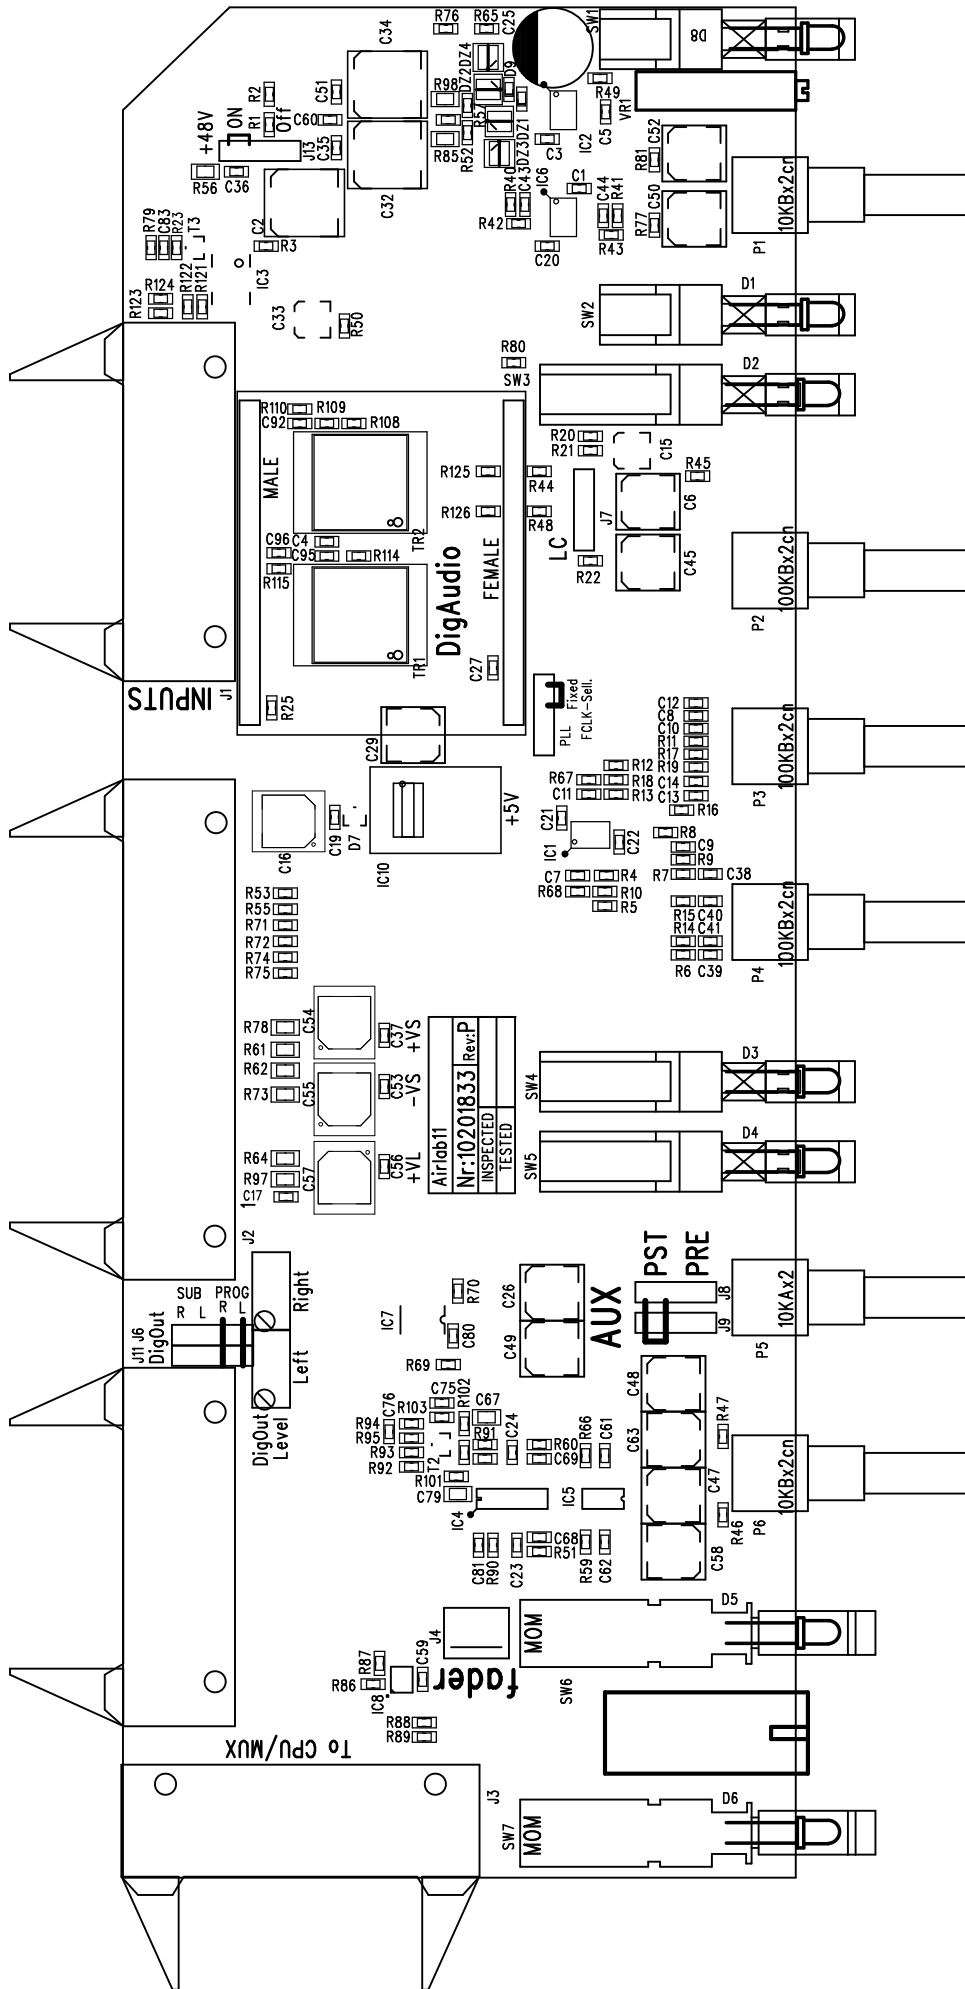 R76
R65
C25
C34
SW1
D8
DZ2DZ4
D9
R98
R2
C51
ON
+48V
R1
Off
C60
R57
R49
VR1
C5
IC2
C52
J13
C35
R85
R52
DZ3DZ1
C3
R81
R56
C36
C32
R40
C43
IC6
C1
C44
R41
C50
10KBx2cn
R79
C83
R23
T3
C2
R3
R42
C20
R43
R77
P1
R123
R124
R122
R121
IC3
C33
R50
SW2
D1
R80
SW3
D2
R110
R109
C92
R108
R20
R21
C15
MALE
R125
R44
R45
R126
R48
C6
J7
LC
TR2
C96
C4
C95
R114
R115
FEMALE
DigAudio
R22
C45
100KBx2cn
P2
TR1
C27
INPUTS
J1
R25
C29
PLL
Fixed
FCLK-Sell.
C12
C8
C10
R11
R17
R19
C14
C13
R16
R12
R67
R18
C11
R13
100KBx2cn
P3
C16
C19
D7
IC10
+5V
C21
IC1
C22
R8
C9
R9
R7
C38
C7
R4
R68
R10
R5
R15
C40
R14
C41
R6
C39
100KBx2cn
P4
R53
R55
R71
R72
R74
R75
R78
C54
C37
+VS
R61
R62
R73
C55
C53
-VS
R64
R97
C57
C56
+VL
C17
Airlab11
Nr:10201833
Rev:P
INSPECTED
TESTED
SW4
D3
SW5
D4
J2
SUB
PROG
R
L
R
L
J11
J6
DigOut
Right
Left
DigOut
Level
IC7
R70
C80
R69
C26
C49
AUX
PST
PRE
J8
J9
10KAx2
P5
C48
C75
R102
C76
R103
C67
R94
R95
R93
R92
T2
R91
C24
R101
C79
R60
C69
R66
C61
C63
R47
C47
10KBx2cn
P6
IC4
IC5
C81
R90
C23
C68
R51
R59
C62
C58
R46
J4
MOM
D5
R87
R86
IC8
C59
fader
SW6
R88
R89
To CPU/MUX
J3
SW7
MOM
D6